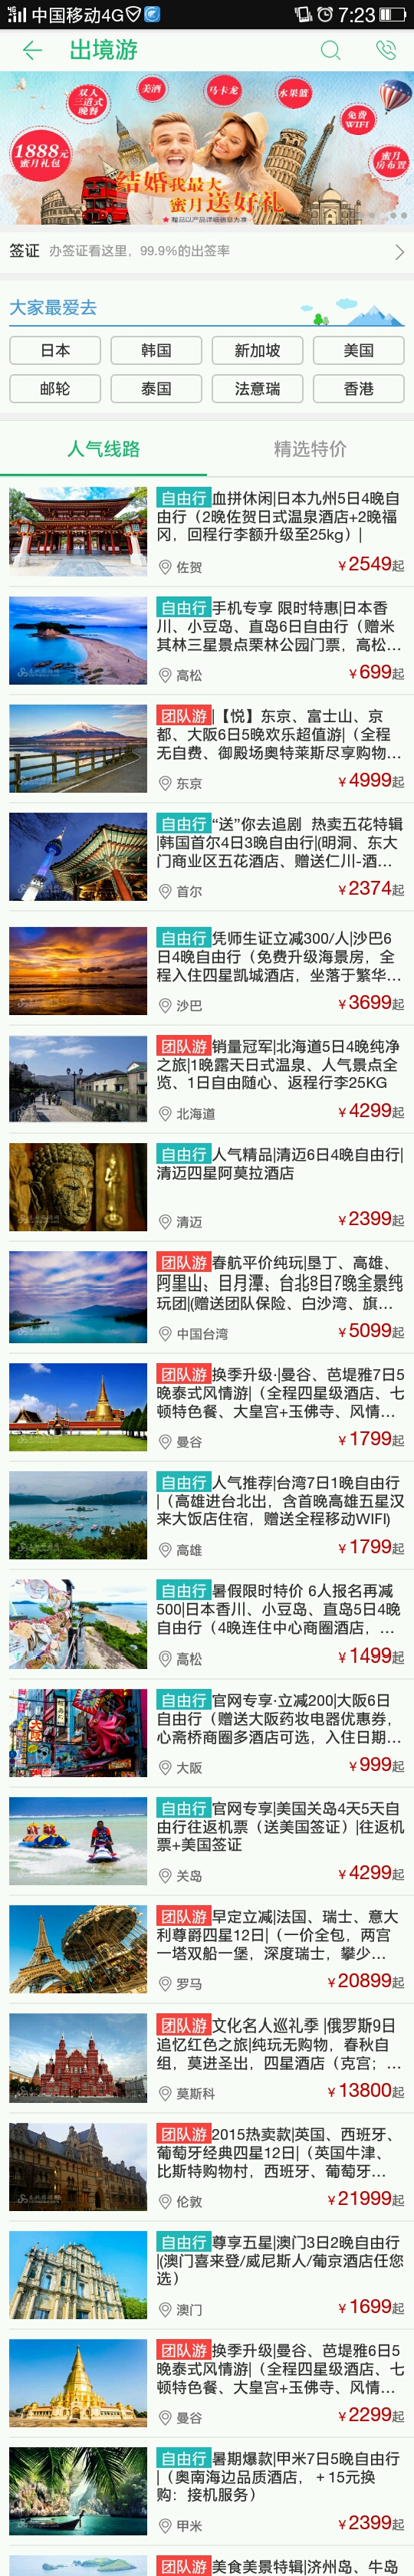 中国移动4G 7:23
出境游
双人三道式晚餐
美酒
马卡龙
水果篮
免费WIFI
1888元蜜月礼包
蜜月房布置
结婚我最大
蜜月送好礼
★赠品以产品详细信息为准
签证 办签证看这里，99.9%的出签率
大家最爱去
日本 韩国 新加坡 美国
邮轮 泰国 法意瑞 香港
人气线路 精选特价
自由行血拼休闲|日本九州5日4晚自
由行（2晚佐贺日式温泉酒店+2晚福
冈，回程行李额升级至25kg）|
佐贺 ¥2549起
自由行手机专享 限时特惠|日本香
川、小豆岛、直岛6日自由行（赠米
其林三星景点栗林公园门票，高松...
高松 ¥699起
团队游|【悦】东京、富士山、京
都、大阪6日5晚欢乐超值游|（全程
无自费、御殿场奥特莱斯尽享购物...
东京 ¥4999起
自由行“送”你去追剧 热卖五花特辑
|韩国首尔4日3晚自由行|(明洞、东大
门商业区五花酒店、赠送仁川-酒...
首尔 ¥2374起
自由行凭师生证立减300/人|沙巴6
日4晚自由行（免费升级海景房，全
程入住四星凯城酒店，坐落于繁华...
沙巴 ¥3699起
团队游销量冠军|北海道5日4晚纯净
之旅|1晚露天日式温泉、人气景点全
览、1日自由随心、返程行李25KG
北海道 ¥4299起
自由行人气精品|清迈6日4晚自由行|
清迈四星阿莫拉酒店
清迈 ¥2399起
团队游春航平价纯玩|垦丁、高雄、
阿里山、日月潭、台北8日7晚全景纯
玩团|(赠送团队保险、白沙湾、旗...
中国台湾 ¥5099起
团队游换季升级·|曼谷、芭堤雅7日5
晚泰式风情游|（全程四星级酒店、七
顿特色餐、大皇宫+玉佛寺、风情...
曼谷 ¥1799起
自由行人气推荐|台湾7日1晚自由行
|（高雄进台北出，含首晚高雄五星汉
来大饭店住宿，赠送全程移动WIFI)
高雄 ¥1799起
自由行暑假限时特价 6人报名再减
500|日本香川、小豆岛、直岛5日4晚
自由行（4晚连住中心商圈酒店，...
高松 ¥1499起
自由行官网专享·立减200|大阪6日
自由行（赠送大阪药妆电器优惠券，
心斋桥商圈多酒店可选，入住日期...
大阪 ¥999起
自由行官网专享|美国关岛4天5天自
由行往返机票（送美国签证）|往返机
票+美国签证
关岛 ¥4299起
团队游早定立减|法国、瑞士、意大
利尊爵四星12日|（一价全包，两宫
一塔双船一堡，深度瑞士，攀少...
罗马 ¥20899起
团队游文化名人巡礼季 |俄罗斯9日
追忆红色之旅|纯玩无购物，春秋自
组，莫进圣出，四星酒店（克宫；...
莫斯科 ¥13800起
团队游2015热卖款|英国、西班牙、
葡萄牙经典四星12日|（英国牛津、
比斯特购物村，西班牙、葡萄牙...
伦敦 ¥21999起
自由行尊享五星|澳门3日2晚自由行
|(澳门喜来登/威尼斯人/葡京酒店任您
选）
澳门 ¥1699起
团队游换季升级|曼谷、芭堤雅6日5
晚泰式风情游|（全程四星级酒店、七
顿特色餐、大皇宫+玉佛寺、风情...
曼谷 ¥2299起
自由行暑期爆款|甲米7日5晚自由行
|（奥南海边品质酒店，＋15元换
购：接机服务）
甲米 ¥2399起
团队游美食美景特辑|济州岛、牛岛